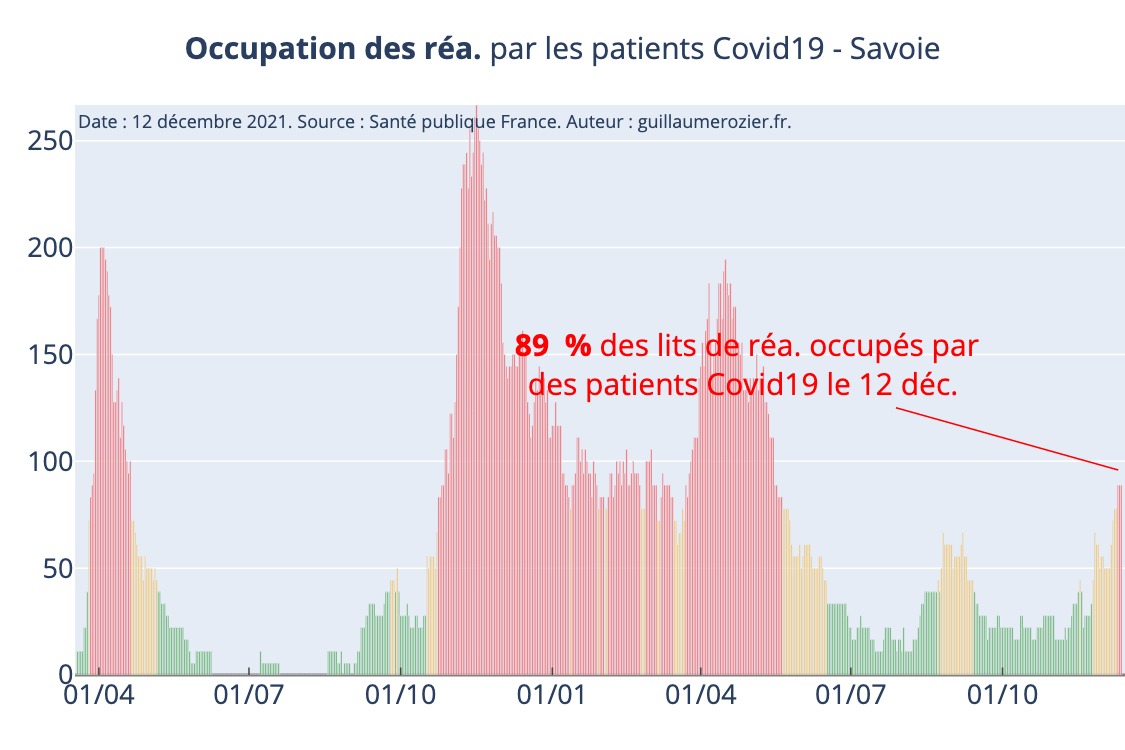 Occupation des réa. par les patients Covid19 - Savoie
Date : 12 décembre 2021. Source : Santé publique France. Auteur : guillaumerozier.fr.
250
200
150
100
50
0
89 % des lits de réa. occupés par
des patients Covid19 le 12 déc.
01/04 01/07 01/10 01/01 01/04 01/07 01/10